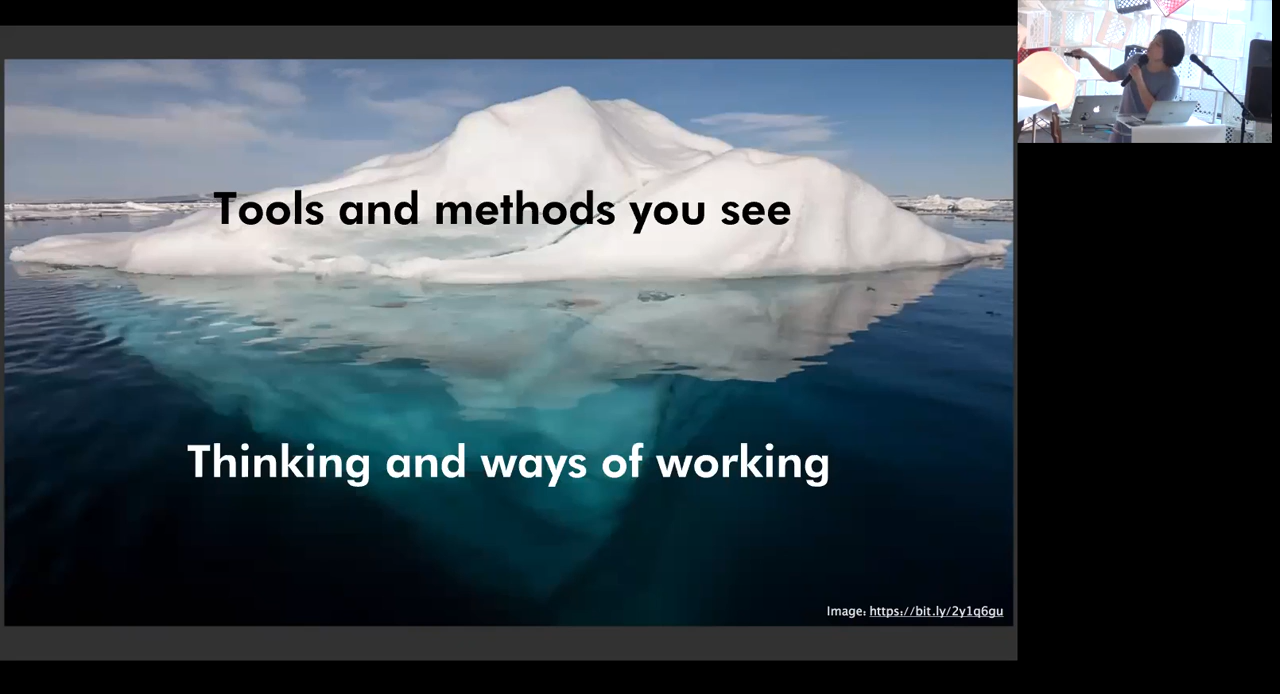 Tools and methods you see
Thinking and ways of working
Image: https://bit.ly/2y1q6gu